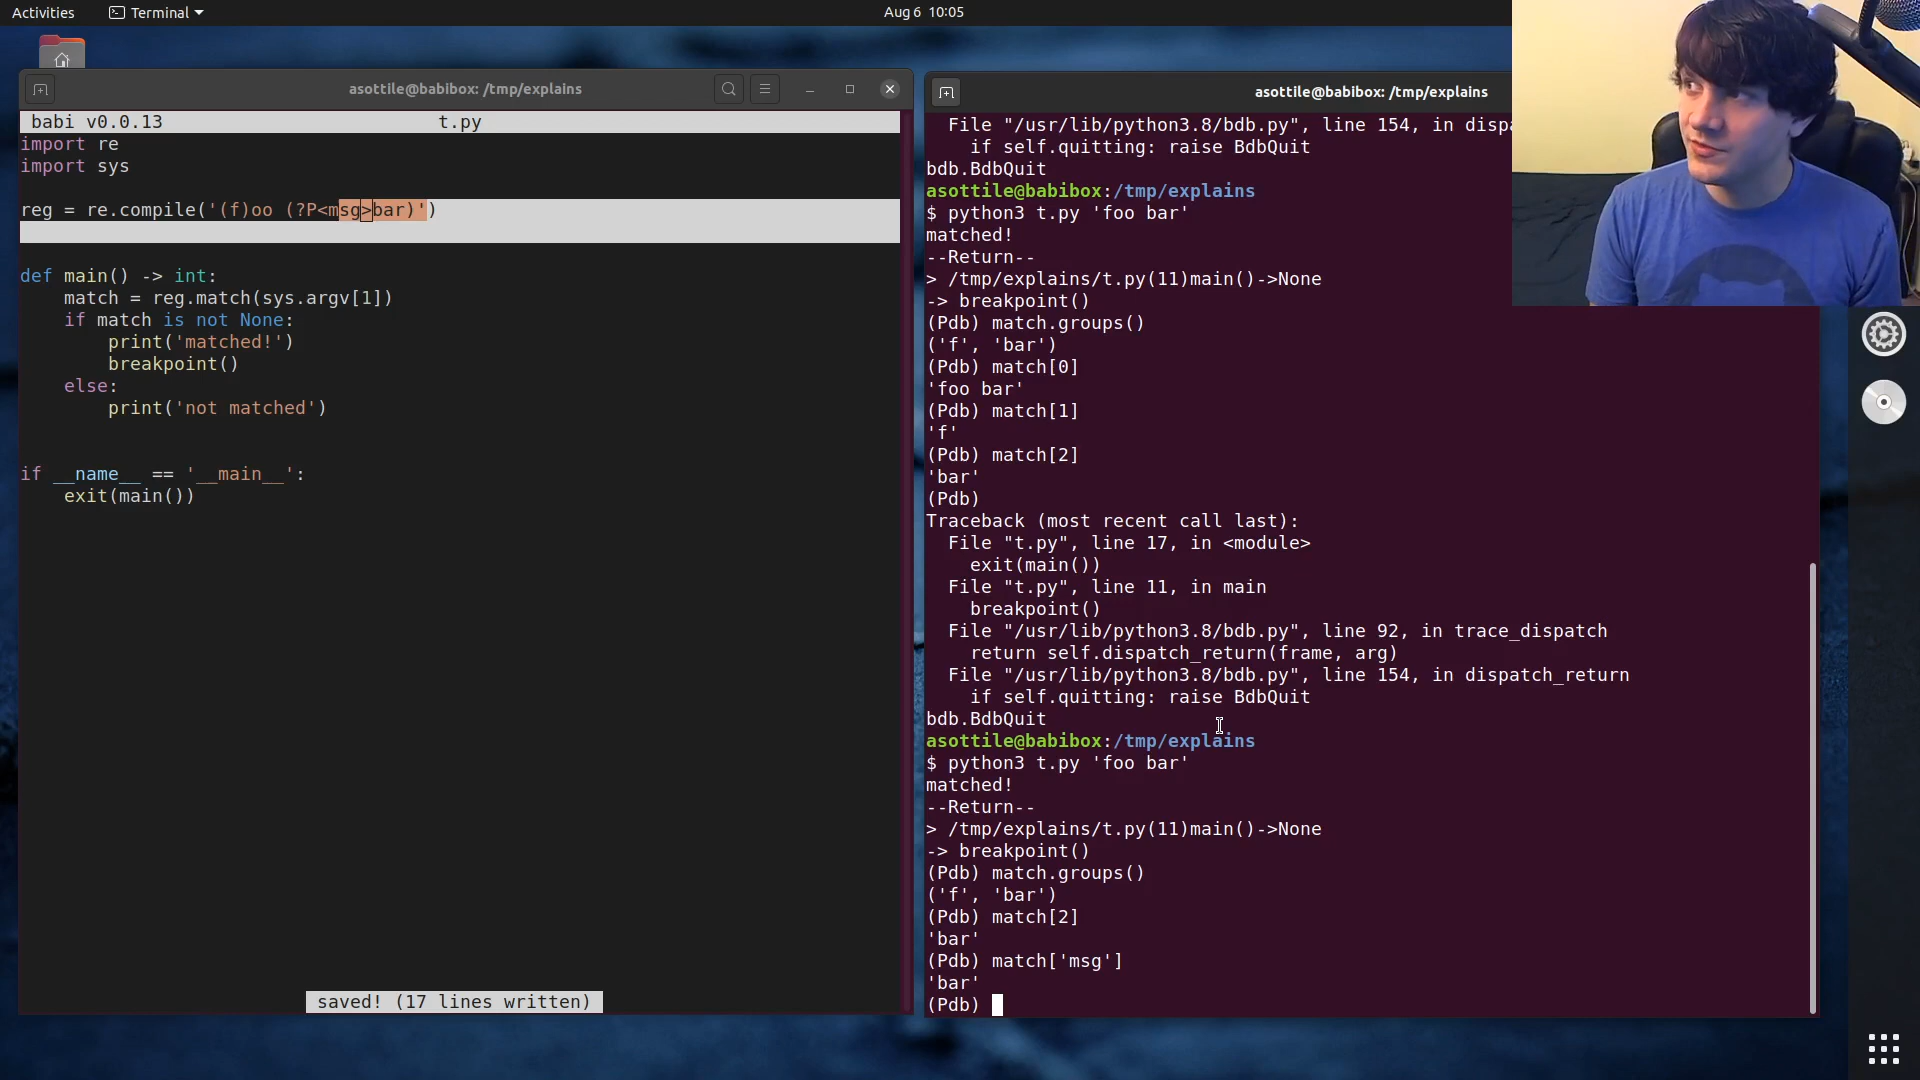 Activities
Terminal
Aug 6 10:05
asottile@babibox: /tmp/explains
babi v0.0.13 t.py
import re
import sys
reg = re.compile('(f)oo (?P<msg>bar)')
def main() -> int:
match = reg.match(sys.argv[1])
if match is not None:
print('matched!')
breakpoint()
else:
print('not matched')
if __name__ == '__main__':
exit(main())
saved! (17 lines written)
asottile@babibox: /tmp/explains
File "/usr/lib/python3.8/bdb.py", line 154, in dispa
if self.quitting: raise BdbQuit
bdb.BdbQuit
asottile@babibox:/tmp/explains
$ python3 t.py 'foo bar'
matched!
--Return--
> /tmp/explains/t.py(11)main()->None
-> breakpoint()
(Pdb) match.groups()
('f', 'bar')
(Pdb) match[0]
'foo bar'
(Pdb) match[1]
'f'
(Pdb) match[2]
'bar'
(Pdb)
Traceback (most recent call last):
File "t.py", line 17, in <module>
exit(main())
File "t.py", line 11, in main
breakpoint()
File "/usr/lib/python3.8/bdb.py", line 92, in trace_dispatch
return self.dispatch_return(frame, arg)
File "/usr/lib/python3.8/bdb.py", line 154, in dispatch_return
if self.quitting: raise BdbQuit
bdb.BdbQuit
asottile@babibox:/tmp/explains
$ python3 t.py 'foo bar'
matched!
--Return--
> /tmp/explains/t.py(11)main()->None
-> breakpoint()
(Pdb) match.groups()
('f', 'bar')
(Pdb) match[2]
'bar'
(Pdb) match['msg']
'bar'
(Pdb)